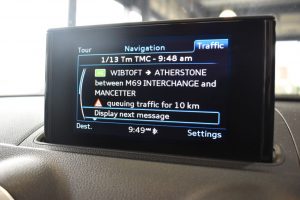 Tour Navigation Traffic
1/13 Tm TMC - 9:48 am
WIBTOFT → ATHERSTONE
between M69 INTERCHANGE and
MANCETTER
queuing traffic for 10 km
Display next message
Dest. 9:49 Settings